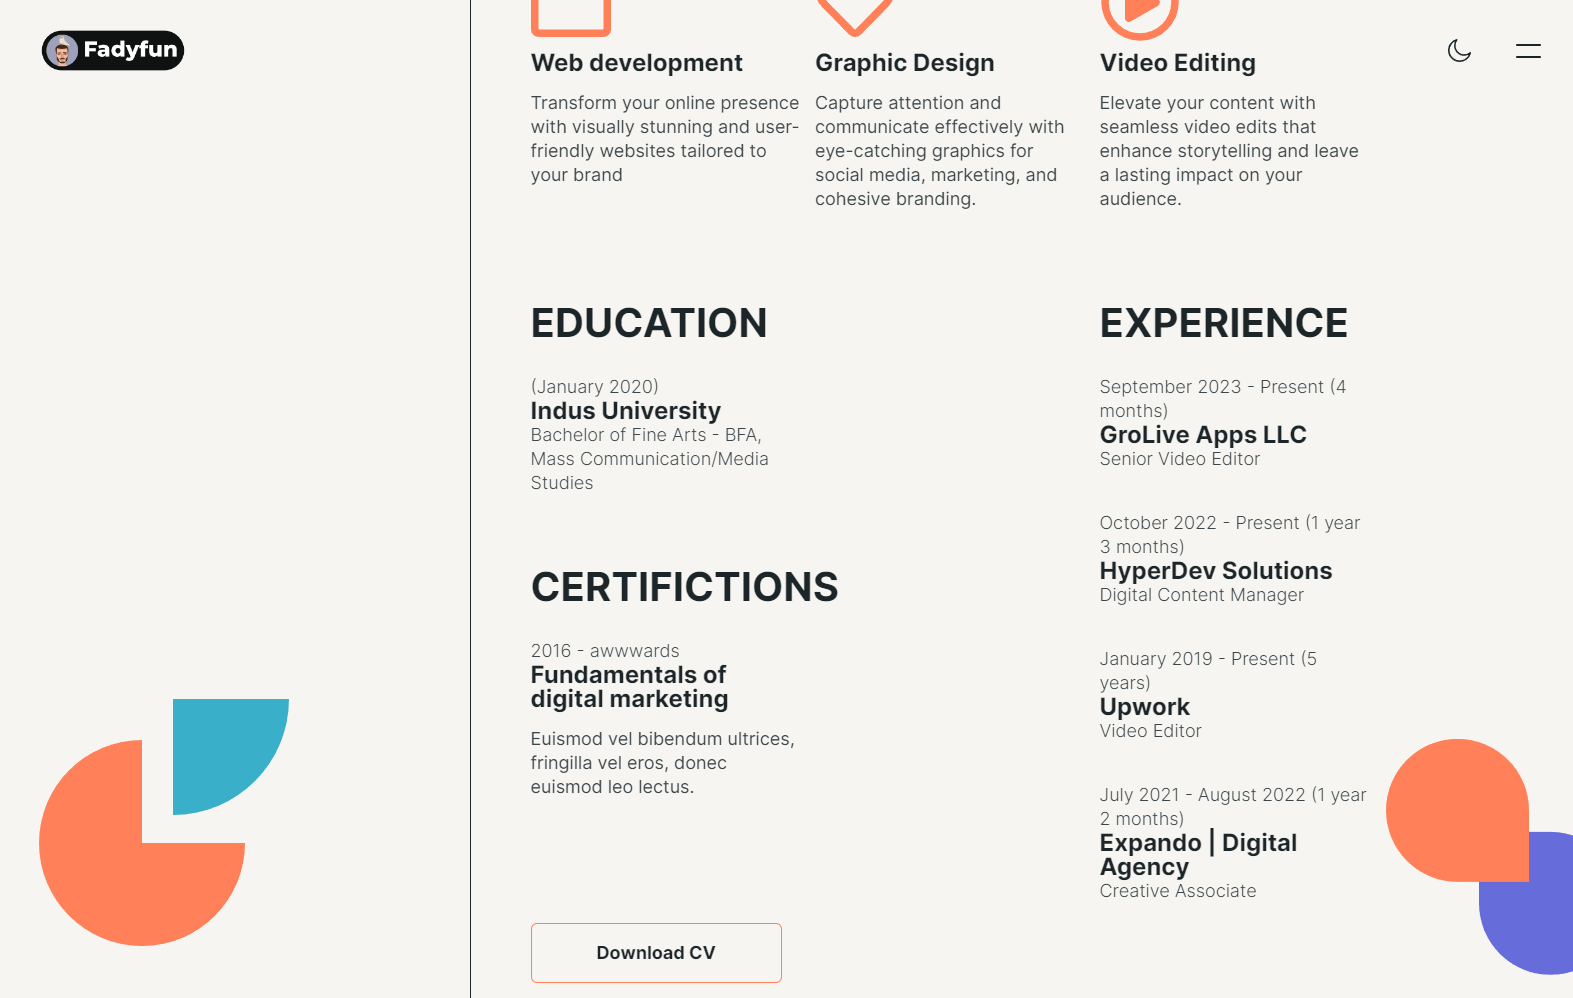 Fadyfun
Web development
Transform your online presence
with visually stunning and user-
friendly websites tailored to
your brand
Graphic Design
Capture attention and
communicate effectively with
eye-catching graphics for
social media, marketing, and
cohesive branding.
Video Editing
Elevate your content with
seamless video edits that
enhance storytelling and leave
a lasting impact on your
audience.
EDUCATION
(January 2020)
Indus University
Bachelor of Fine Arts - BFA,
Mass Communication/Media
Studies
CERTIFICTIONS
2016 - awwwards
Fundamentals of
digital marketing
Euismod vel bibendum ultrices,
fringilla vel eros, donec
euismod leo lectus.
Download CV
EXPERIENCE
September 2023 - Present (4
months)
GroLive Apps LLC
Senior Video Editor
October 2022 - Present (1 year
3 months)
HyperDev Solutions
Digital Content Manager
January 2019 - Present (5
years)
Upwork
Video Editor
July 2021 - August 2022 (1 year
2 months)
Expando | Digital
Agency
Creative Associate